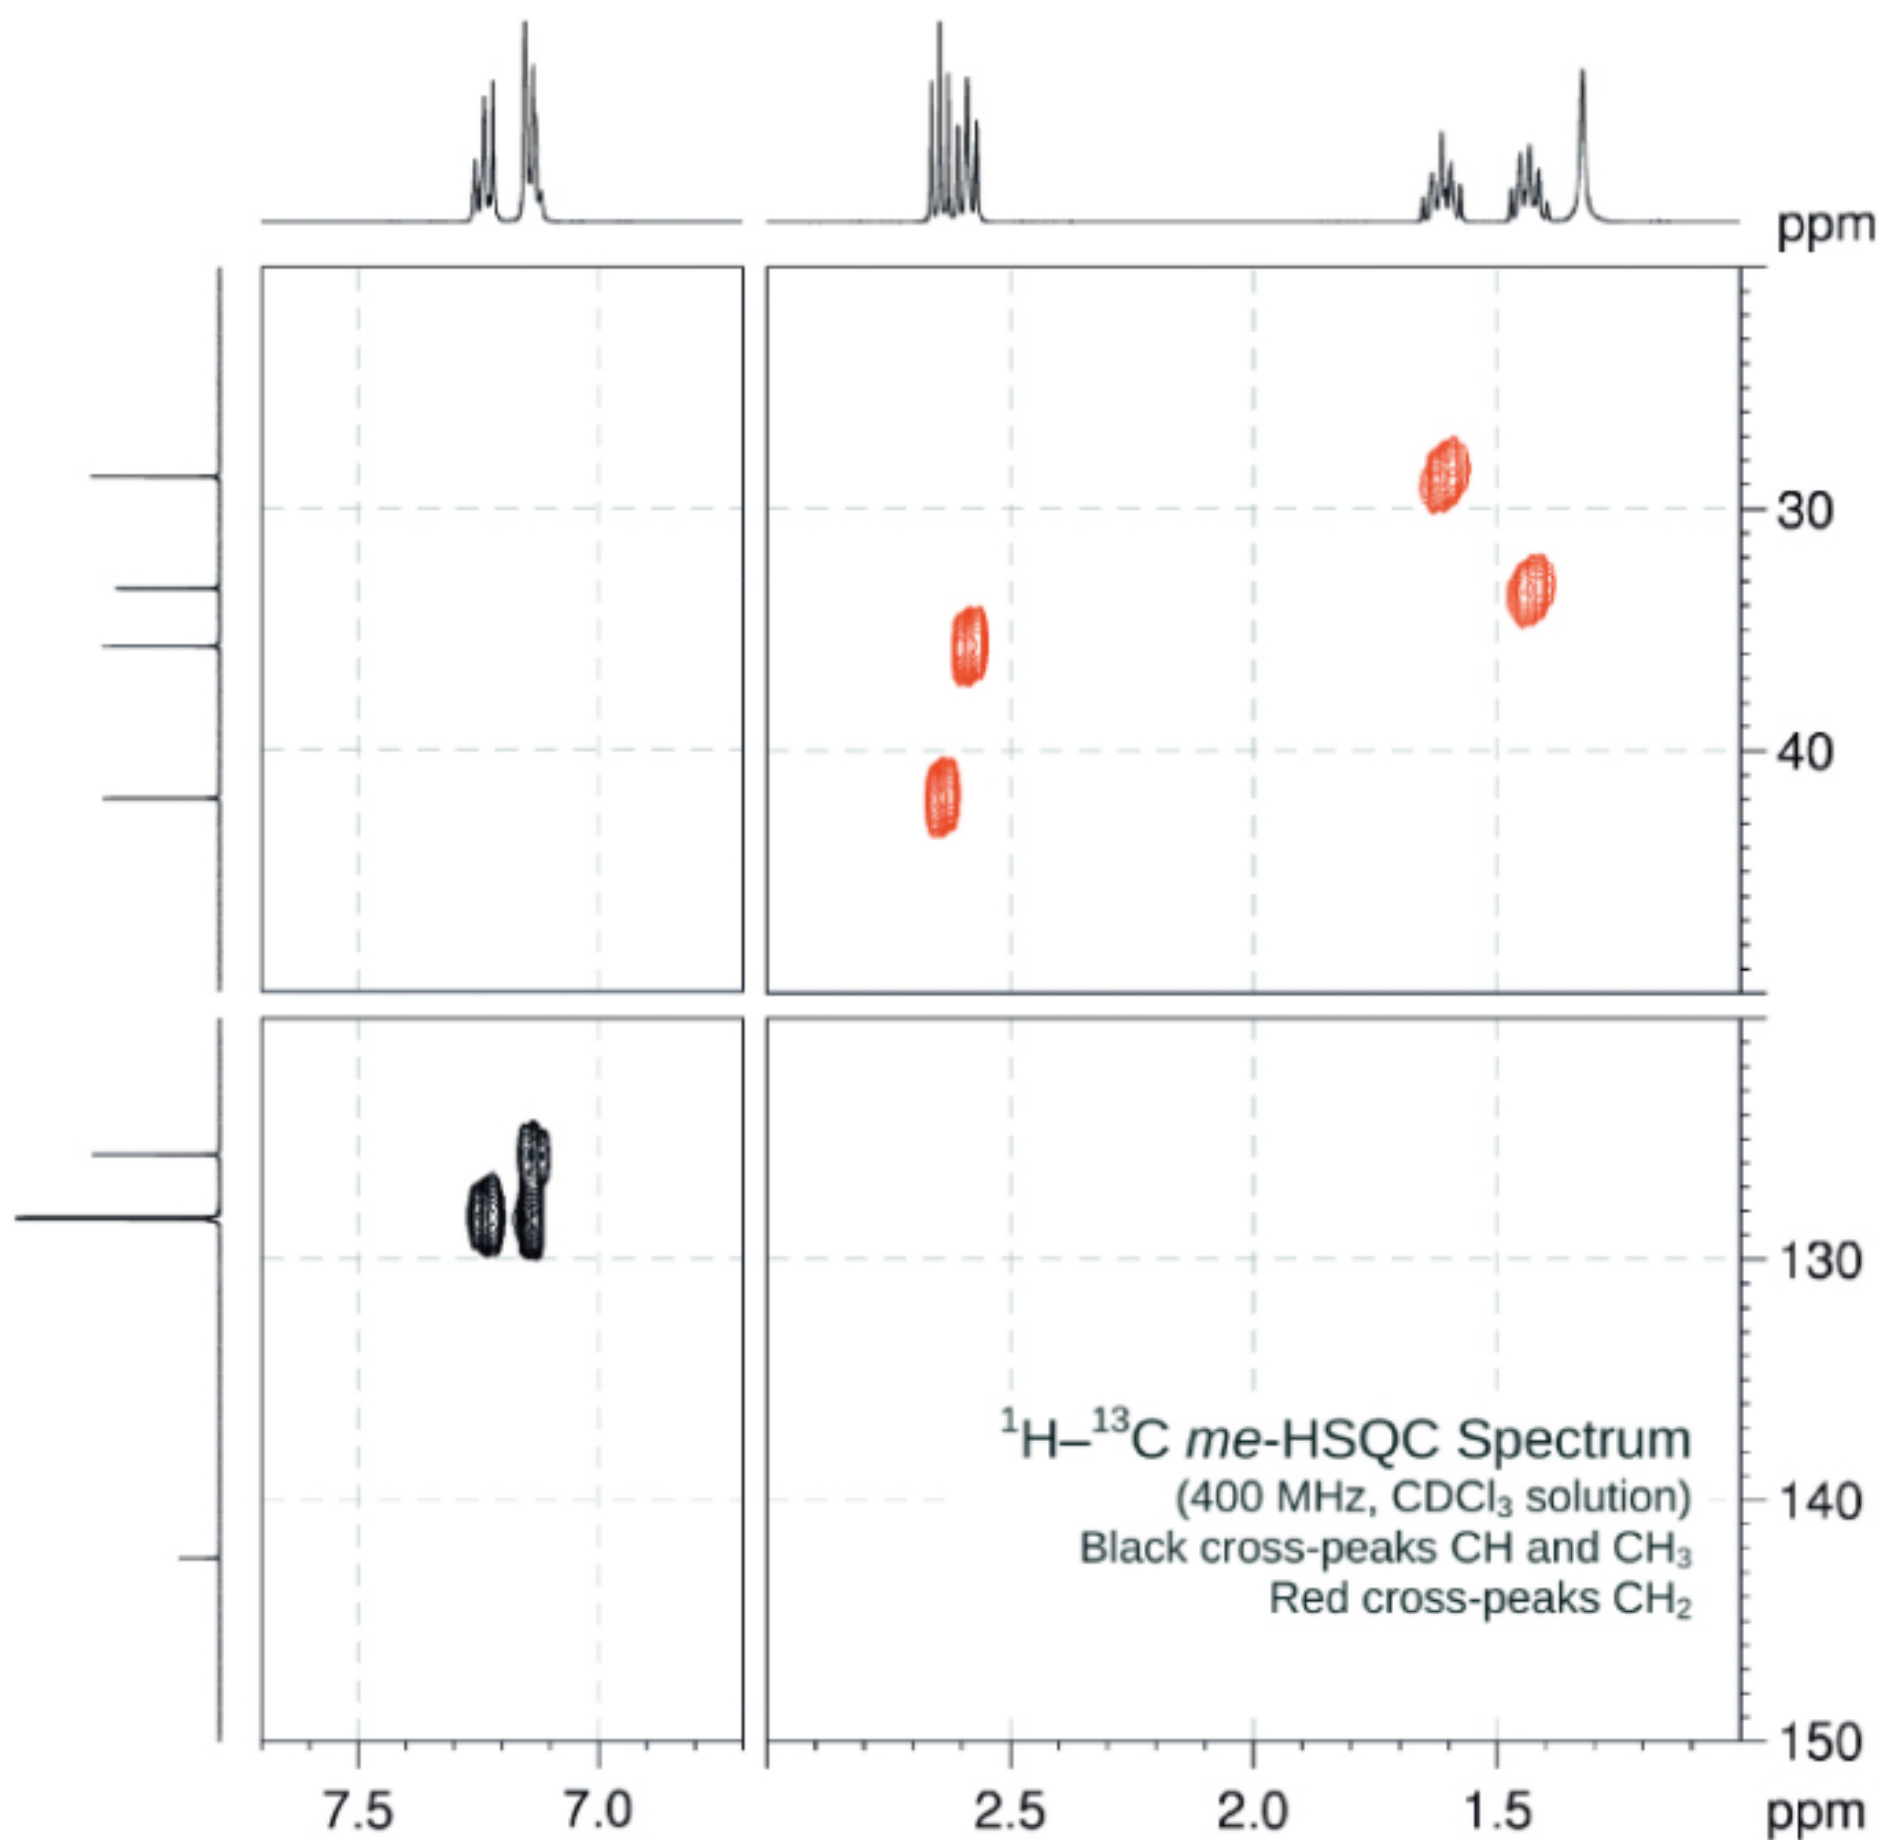 ppm
30
40
130
¹H–¹³C me-HSQC Spectrum
(400 MHz, CDCl₃ solution)
Black cross-peaks CH and CH₃
Red cross-peaks CH₂
140
150
7.5 7.0 2.5 2.0 1.5 ppm